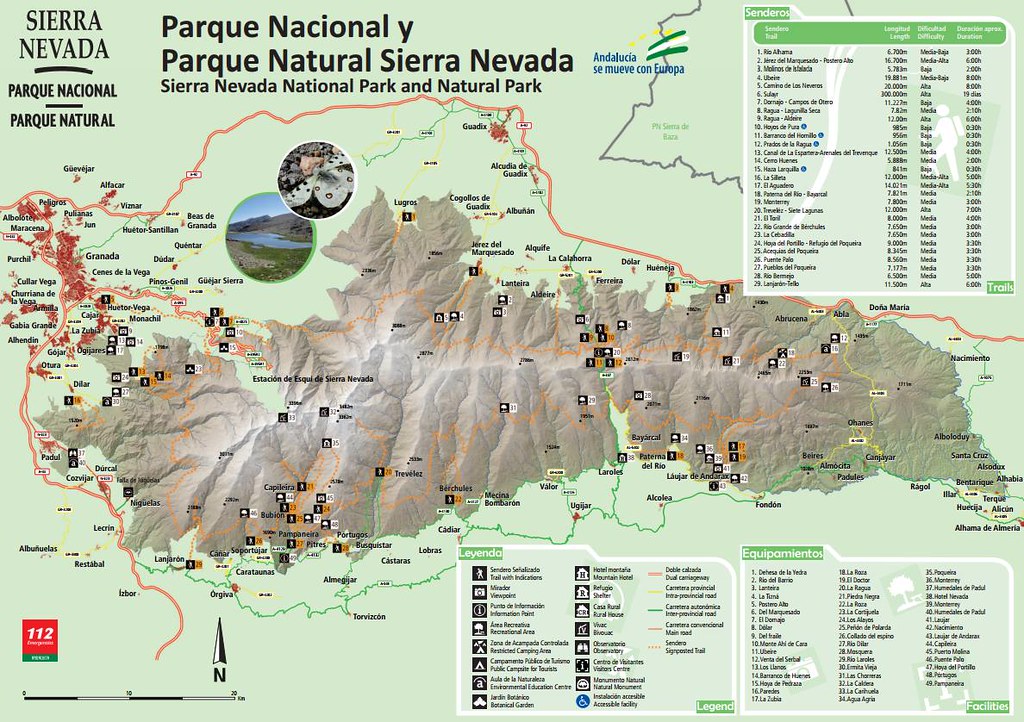 SIERRA
NEVADA
PARQUE NACIONAL
PARQUE NATURAL
Parque Nacional y
Parque Natural Sierra Nevada
Sierra Nevada National Park and Natural Park
Andalucía
se mueve con Europa
PN Sierra de
Baza
Senderos
Sendero
Trail
Longitud
Length
Dificultad
Difficulty
Duración aprox.
Duration
1. Río Alhama 6.700m Media-Baja 3:00h
2. Jérez del Marquesado - Postero Alto 16.700m Media-Alta 6:00h
3. Molinos de Isfalada 5.783m Baja 2:00h
4. Ubeire 19.881m Media-Baja 8:00h
5. Camino de Los Neveros 20.000m Alta 8:00h
6. Sulayr 300.000m Alta 19 días
7. Dornajo - Campos de Otero 11.227m Baja 4:00h
8. Ragua - Lagunilla Seca 7.82m Media 2:10h
9. Ragua - Aldeire 12.00m Alta 6:00h
10. Hoyos de Pura 985m Baja 0:30h
11. Barranco del Hornillo 956m Baja 0:30h
12. Prados de la Ragua 1.056m Baja 0:30h
13. Canal de La Espartera-Arenales del Trevenque 12.500m Media 4:00h
14. Cerro Huenes 5.888m Media 2:00h
15. Haza Larquilla 841m Baja 0:30h
16. La Silleta 12.000m Media-Alta 5:00h
17. El Aguadero 14.021m Media-Alta 5:30h
18. Paterna del Río - Bayarcal 7.821m Media 2:10h
19. Monterrey 7.800m Media 3:00h
20. Trevélez - Siete Lagunas 12.000m Alta 7:00h
21. El Toril 8.000m Media 3:00h
22. Río Grande de Bérchules 7.650m Media 3:00h
23. La Cebadilla 7.650m Media 3:00h
24. Hoya del Portillo - Refugio del Poqueira 9.000m Media 3:30h
25. Acequias del Poqueira 8.345m Media 3:30h
26. Puente Palo 8.560m Media 3:30h
27. Pueblos del Poqueira 7.177m Media 3:30h
28. Río Bermejo 6.500m Media 5:00h
29. Lanjarón-Tello 11.500m Alta 6:00h
Trails
Güevéjar
Alfacar
Víznar
Peligros
Albolote
Pulianas
Maracena
Jun
Huétor-Santillán
Beas de
Granada
Purchil
Granada
Quéntar
Dúdar
Cenes de la Vega
Pinos-Genil
Güéjar Sierra
Cullar Vega
Churriana de
la Vega
Huetor-Vega
Armilla
Cajar
Monachil
Gabia Grande
La Zubia
Alhendín
Gójar
Ogíjares
Otura
Dilar
Padul
Cozvijar
Dúrcal
Nigüelas
Lecrín
Albuñuelas
Restábal
Ízbor
Lanjarón
Órgiva
Cáñar
Soportújar
Carataunas
Pampaneira
Bubión
Capileira
Pitres
Pórtugos
Busquístar
Almegijar
Torvizcón
Cástaras
Trevélez
Lobras
Cádiar
Bérchules
Mecina
Bombarón
Válor
Ugijar
Laroles
Bayárcal
Paterna
del Río
Láujar de Andarax
Alcolea
Fondón
Beires
Almócita
Padules
Canjáyar
Ohanes
Rágol
Alboloduy
Santa Cruz
Alsodux
Alhabia
Bentarique
Terque
Illar
Huecija
Alicún
Alhama de Almería
Nacimiento
Doña Maria
Abla
Abrucena
Huéneja
Dólar
Ferreira
La Calahorra
Aldeire
Alquife
Lanteira
Jerez del
Marquesado
Albuñán
Cogollos de
Guadix
Lugros
Alcudia de
Guadix
Guadix
Estación de Esquí de Sierra Nevada
112
Emergencias
N
0 10 20 Km
Leyenda
Sendero Señalizado
Trail with Indications
Mirador
Viewpoint
Punto de Información
Information Point
Área Recreativa
Recreational Area
Zona de Acampada Controlada
Restricted Camping Area
Campamento Público de Turismo
Public Campsite for Tourists
Aula de la Naturaleza
Environmental Education Centre
Jardín Botánico
Botanical Garden
Hotel montaña
Mountain Hotel
Refugio
Shelter
Casa Rural
Rural House
Vivac
Bivouac
Observatorio
Observatory
Centro de Visitantes
Visitors Centre
Monumento Natural
Natural Monument
Instalación accesible
Accessible facility
Doble calzada
Dual carriageway
Carretera provincial
Intra-provincial road
Carretera autonómica
Inter-provincial road
Carretera convencional
Main road
Sendero
Signposted Trail
Legend
Equipamientos
1. Dehesa de la Yedra
2. Río del Barrio
3. Lanteira
4. La Tizná
5. Postero Alto
6. Del Marquesado
7. El Dornajo
8. Dólar
9. Del fraile
10. Monte Ahí de Cara
11. Ubeire
12. Venta del Serbal
13. Los Llanos
14. Barranco de Huenes
15. Hoya de Pedraza
16. Paredes
17. La Zubia
18. La Roza
19. El Doctor
20. La Ragua
21. Piedra Negra
22. La Roza
23. La Cortijuela
24. Los Alayos
25. Peñón de Polarda
26. Collado del espino
27. Río Dílar
28. Mosquera
29. Río Laroles
30. Ermita Vieja
31. Las Chorreras
32. La Caldera
33. La Carihuela
34. Agua Agria
35. Poqueira
36. Monterrey
37. Humedales de Padul
38. Hotel Nevada
39. Monterrey
40. Humedales de Padul
41. Laujar
42. Nacimiento
43. Laujar de Andarax
44. Capileira
45. Puerto Molina
46. Puente Palo
47. Hoya del Portillo
48. Pórtugos
49. Pampaneira
Facilities